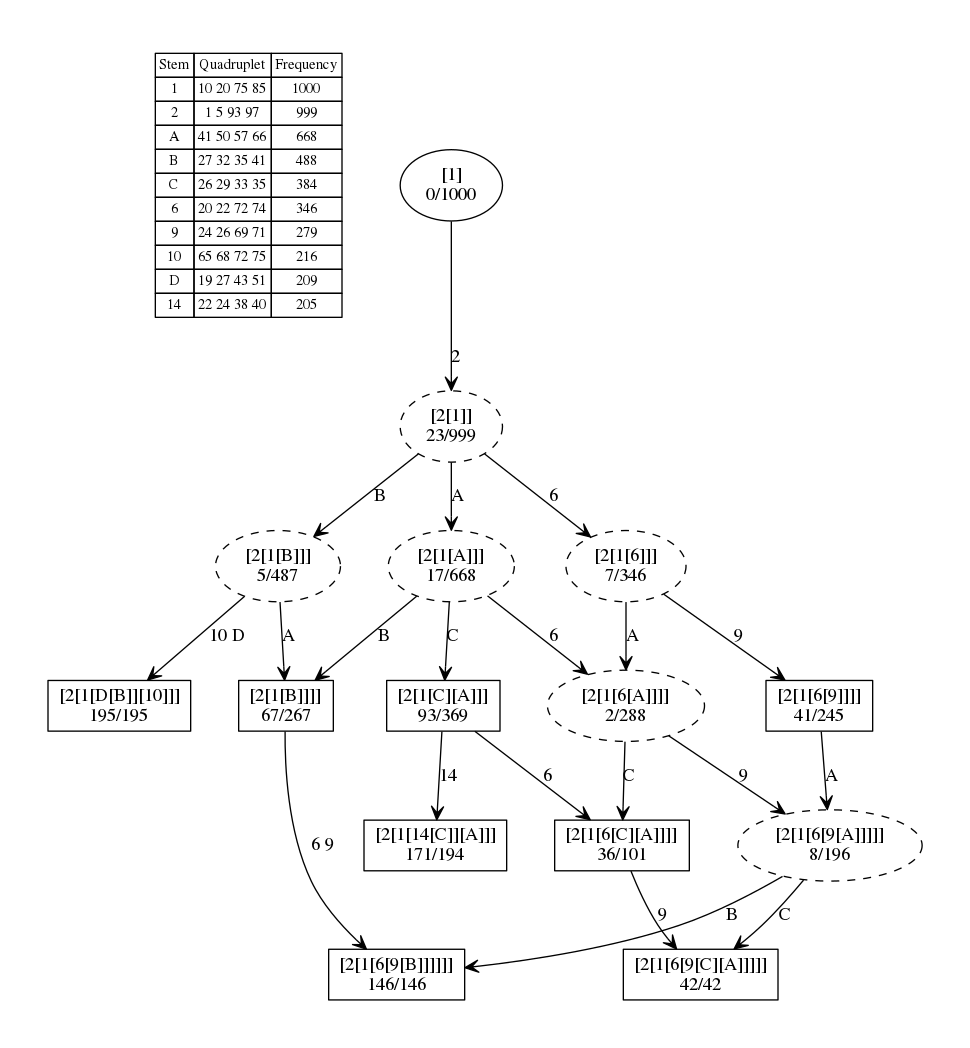 Stem Quadruplet Frequency
1 10 20 75 85 1000
2 1 5 93 97 999
A 41 50 57 66 668
B 27 32 35 41 488
C 26 29 33 35 384
6 20 22 72 74 346
9 24 26 69 71 279
10 65 68 72 75 216
D 19 27 43 51 209
14 22 24 38 40 205
[1]
0/1000
2
[2[1]]
23/999
B A 6
[2[1[B]]] [2[1[A]]] [2[1[6]]]
5/487 17/668 7/346
10 D A B C 6 A 9
[2[1[D[B]][10]]] [2[1[B]]]] [2[1[C][A]]] [2[1[6[A]]]] [2[1[6[9]]]]
195/195 67/267 93/369 2/288 41/245
14 6 C 9 A
[2[1[14[C]][A]]] [2[1[6[C][A]]]] [2[1[6[9[A]]]]]
171/194 36/101 8/196
6 9
9 B C
[2[1[6[9[B]]]]]] [2[1[6[9[C][A]]]]]
146/146 42/42